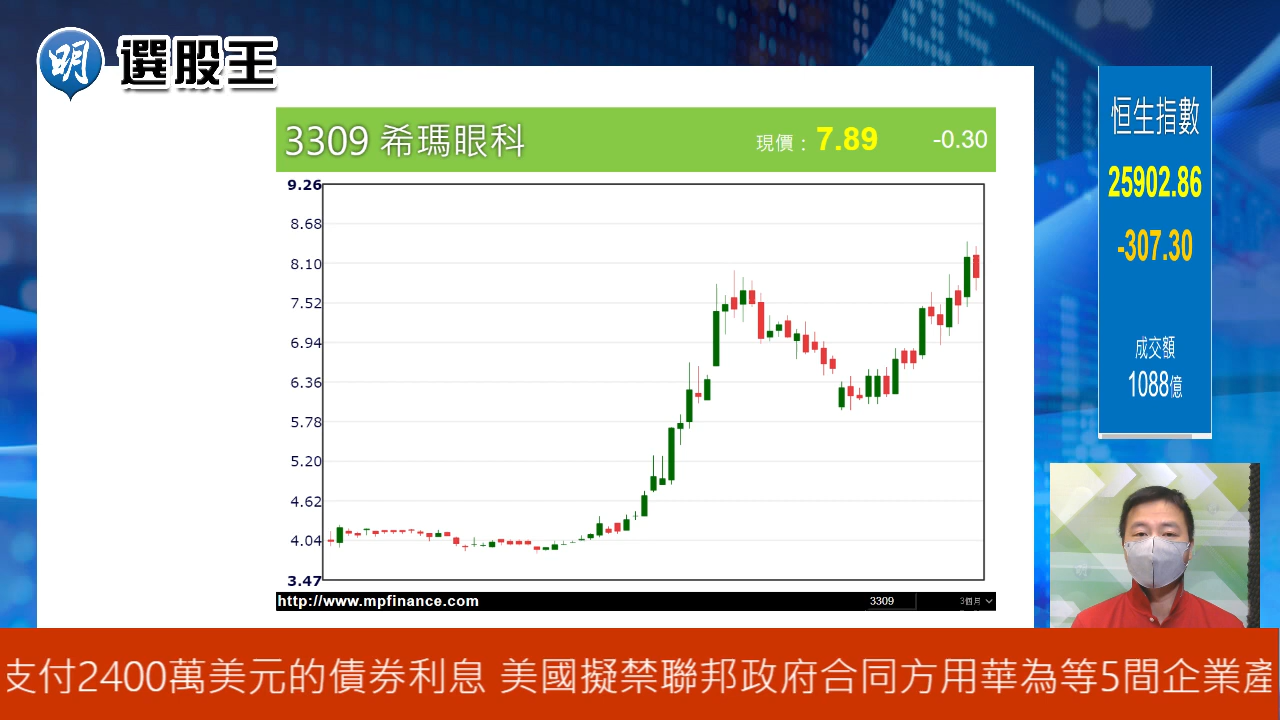 明 選股王
3309 希瑪眼科 現價： 7.89 -0.30
9.26
8.68
8.10
7.52
6.94
6.36
5.78
5.20
4.62
4.04
3.47
http://www.mpfinance.com 3309 3個月
恒生指數
25902.86
-307.30
成交額
1088億
支付2400萬美元的債券利息 美國擬禁聯邦政府合同方用華為等5間企業產